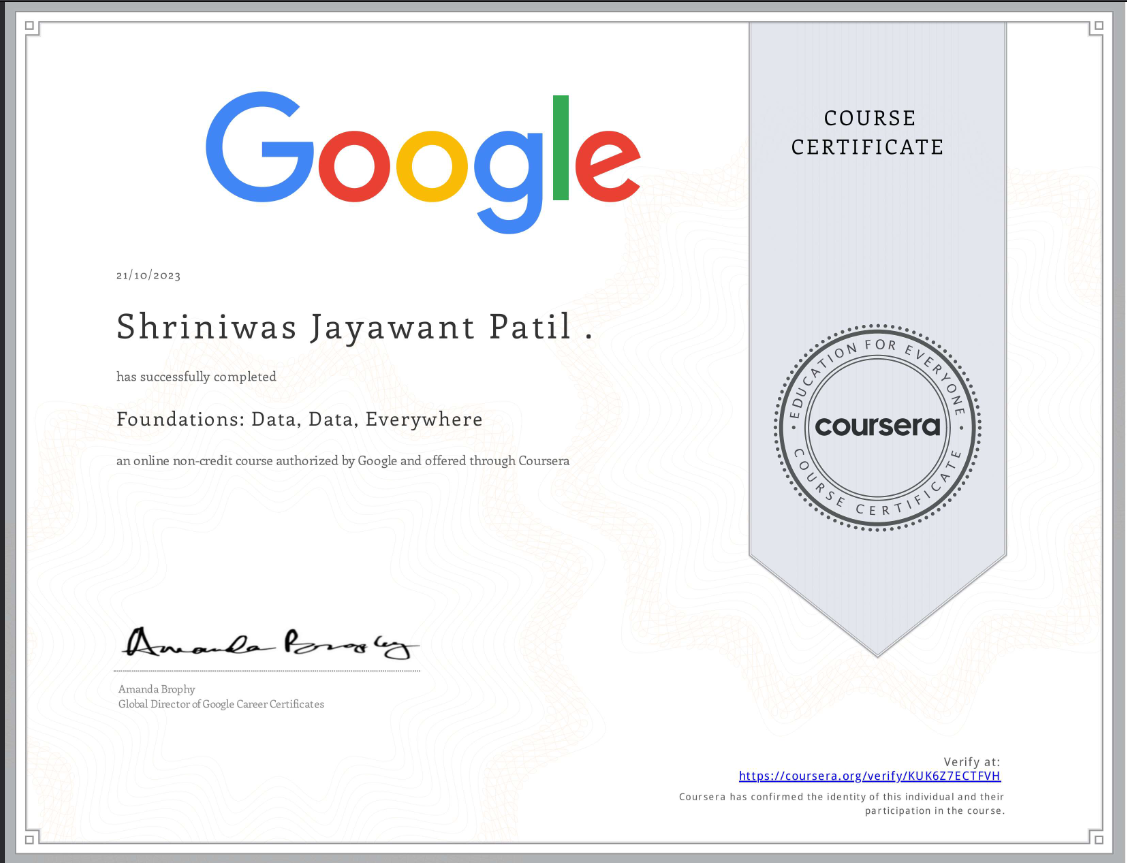 Google
COURSE
CERTIFICATE
21/10/2023
Shriniwas Jayawant Patil .
has successfully completed
Foundations: Data, Data, Everywhere
an online non-credit course authorized by Google and offered through Coursera
EDUCATION FOR EVERYONE
coursera
COURSE CERTIFICATE
Amanda Brophy
Amanda Brophy
Global Director of Google Career Certificates
Verify at:
https://coursera.org/verify/KUK6Z7ECTFVH
Coursera has confirmed the identity of this individual and their
participation in the course.